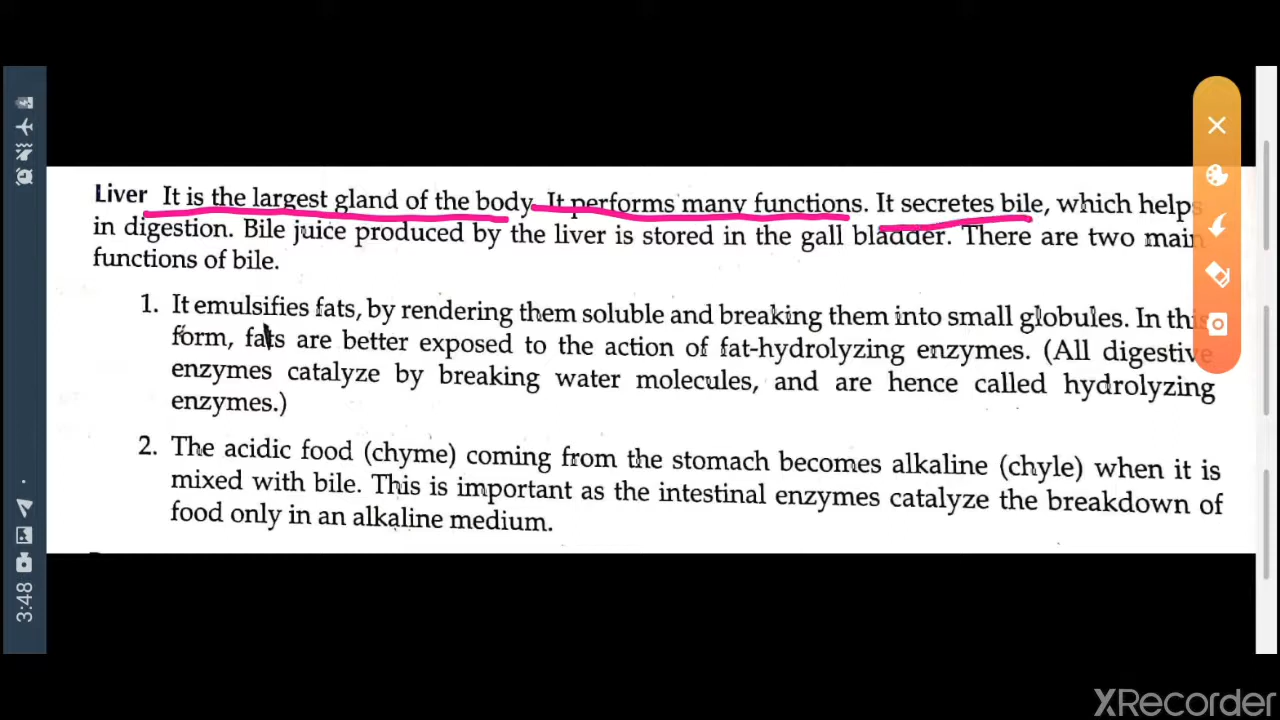 Liver It is the largest gland of the body. It performs many functions. It secretes bile, which helps
in digestion. Bile juice produced by the liver is stored in the gall bladder. There are two main
functions of bile.
1. It emulsifies fats, by rendering them soluble and breaking them into small globules. In this
form, fats are better exposed to the action of fat-hydrolyzing enzymes. (All digestive
enzymes catalyze by breaking water molecules, and are hence called hydrolyzing
enzymes.)
2. The acidic food (chyme) coming from the stomach becomes alkaline (chyle) when it is
mixed with bile. This is important as the intestinal enzymes catalyze the breakdown of
food only in an alkaline medium.
3:48
XRecorder